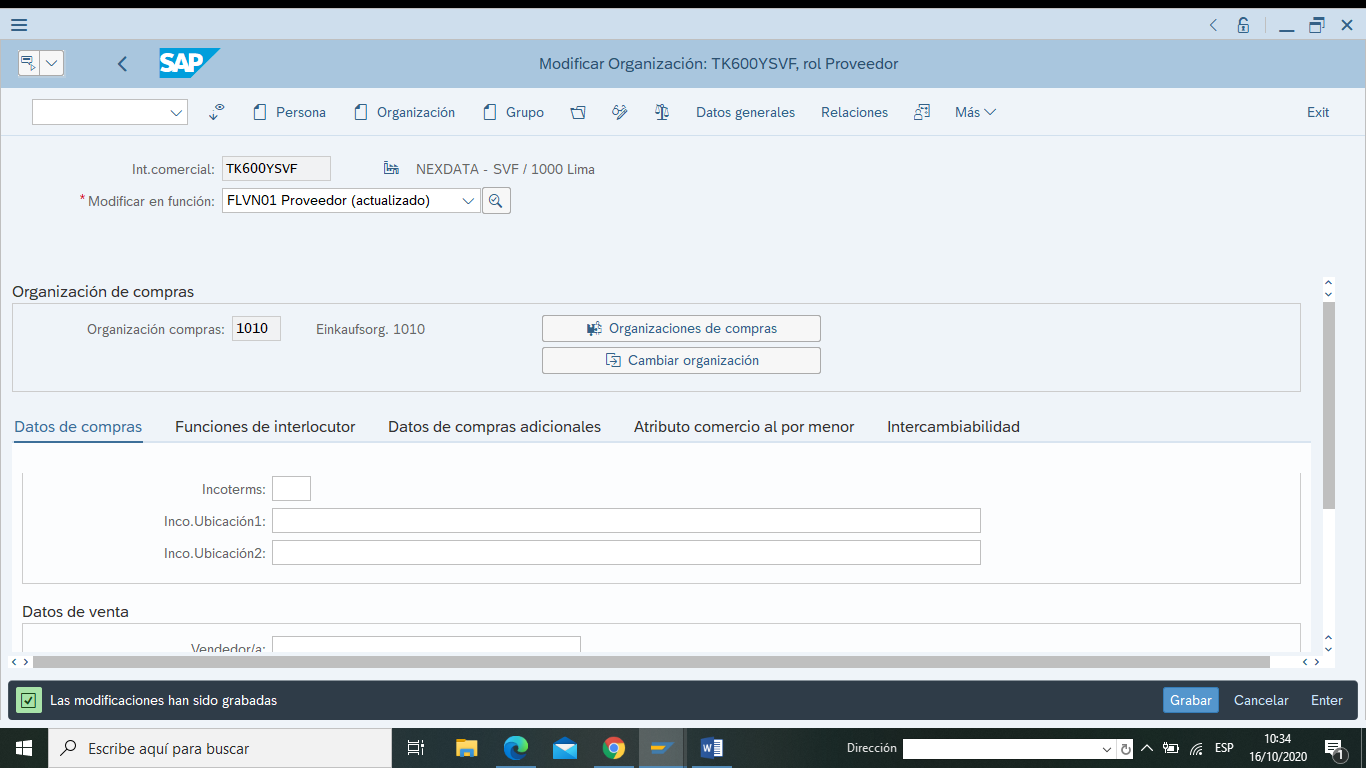 SAP
Modificar Organización: TK600YSVF, rol Proveedor
Persona
Organización
Grupo
Datos generales
Relaciones
Más
Exit
Int.comercial: TK600YSVF NEXDATA - SVF / 1000 Lima
* Modificar en función: FLVN01 Proveedor (actualizado)
Organización de compras
Organización compras: 1010 Einkaufsorg. 1010
Organizaciones de compras
Cambiar organización
Datos de compras
Funciones de interlocutor
Datos de compras adicionales
Atributo comercio al por menor
Intercambiabilidad
Incoterms:
Inco.Ubicación1:
Inco.Ubicación2:
Datos de venta
Vendedor/a:
Las modificaciones han sido grabadas
Grabar
Cancelar
Enter
Escribe aquí para buscar
Dirección
ESP
10:34
16/10/2020
1